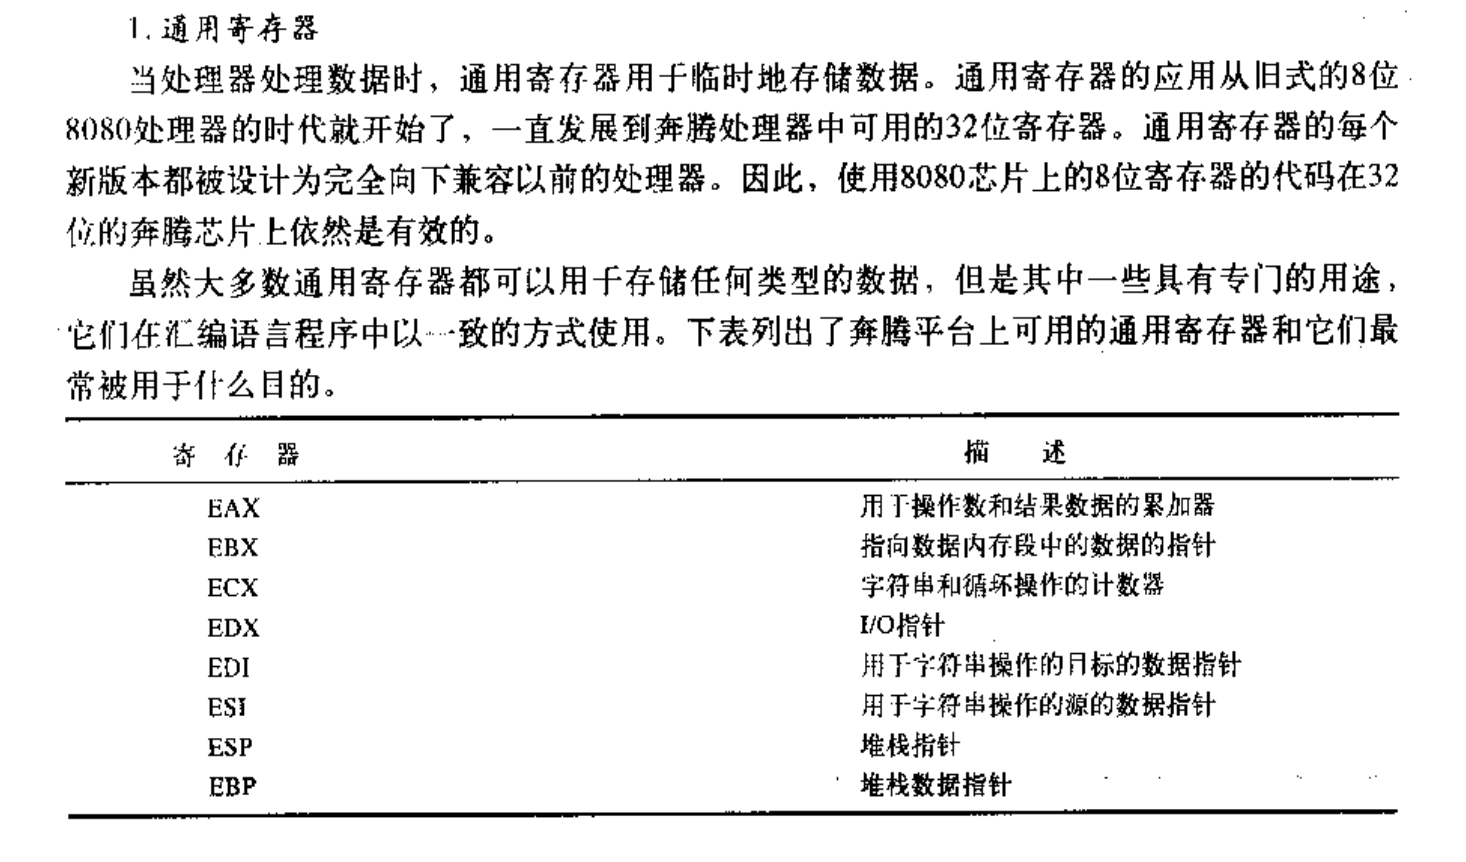 1.通用寄存器
当处理器处理数据时，通用寄存器用于临时地存储数据。通用寄存器的应用从旧式的8位
8080处理器的时代就开始了，一直发展到奔腾处理器中可用的32位寄存器。通用寄存器的每个
新版本都被设计为完全向下兼容以前的处理器。因此，使用8080芯片上的8位寄存器的代码在32
位的奔腾芯片上依然是有效的。
虽然大多数通用寄存器都可以用于存储任何类型的数据，但是其中一些具有专门的用途，
它们在汇编语言程序中以一致的方式使用。下表列出了奔腾平台上可用的通用寄存器和它们最
常被用于什么目的。
寄 存 器 描 述
EAX 用于操作数和结果数据的累加器
EBX 指向数据内存段中的数据的指针
ECX 字符串和循环操作的计数器
EDX I/O指针
EDI 用于字符串操作的目标的数据指针
ESI 用于字符串操作的源的数据指针
ESP 堆栈指针
EBP 堆栈数据指针